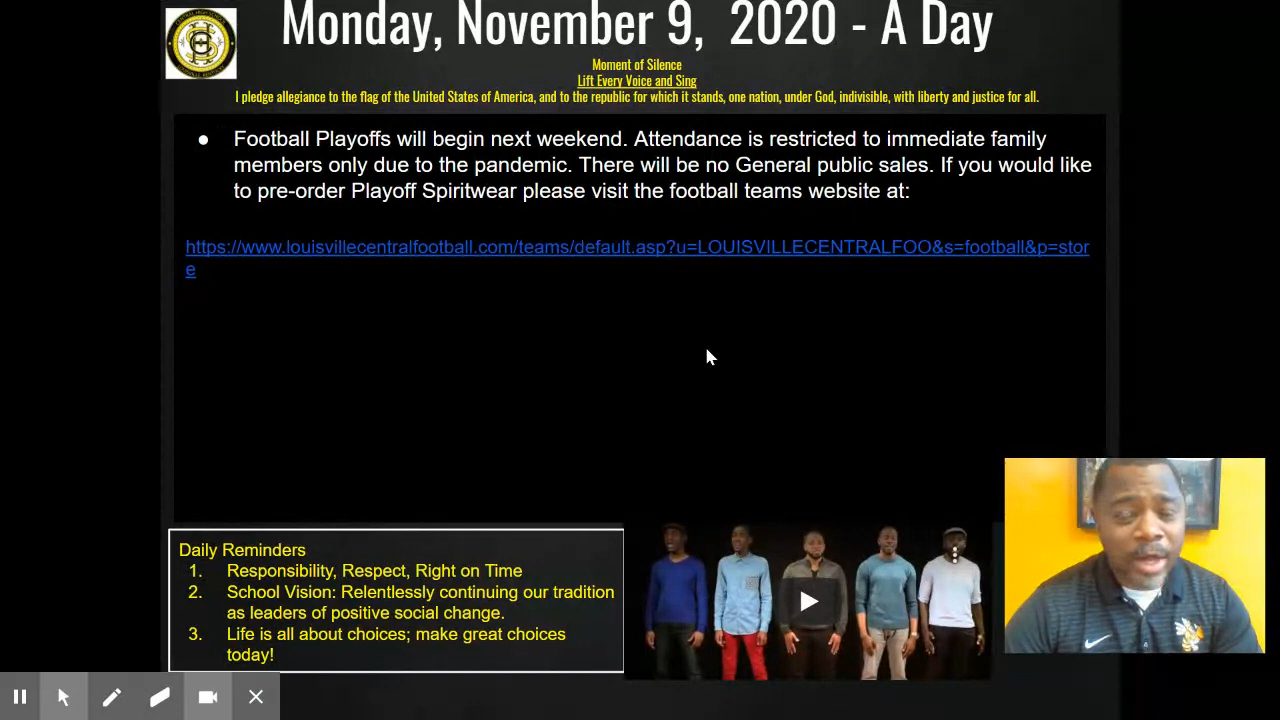 Monday, November 9, 2020 - A Day
Moment of Silence
Lift Every Voice and Sing
I pledge allegiance to the flag of the United States of America, and to the republic for which it stands, one nation, under God, indivisible, with liberty and justice for all.
● Football Playoffs will begin next weekend. Attendance is restricted to immediate family
members only due to the pandemic. There will be no General public sales. If you would like
to pre-order Playoff Spiritwear please visit the football teams website at:
https://www.louisvillecentralfootball.com/teams/default.asp?u=LOUISVILLECENTRALFOO&s=football&p=stor
e
Daily Reminders
1. Responsibility, Respect, Right on Time
2. School Vision: Relentlessly continuing our tradition
as leaders of positive social change.
3. Life is all about choices; make great choices
today!